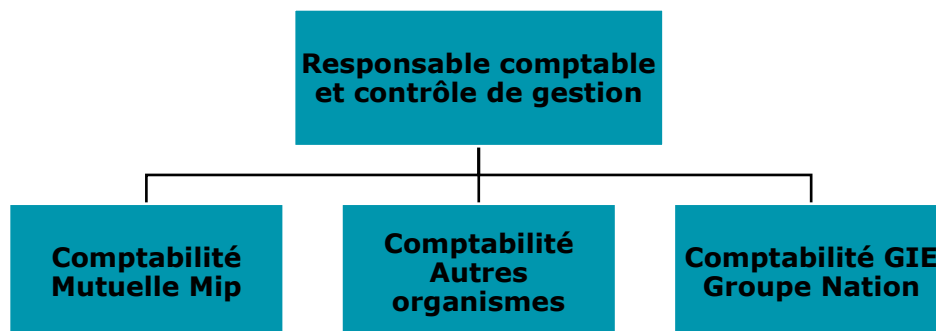 Responsable comptable
et contrôle de gestion
Comptabilité
Mutuelle Mip
Comptabilité
Autres
organismes
Comptabilité GIE
Groupe Nation